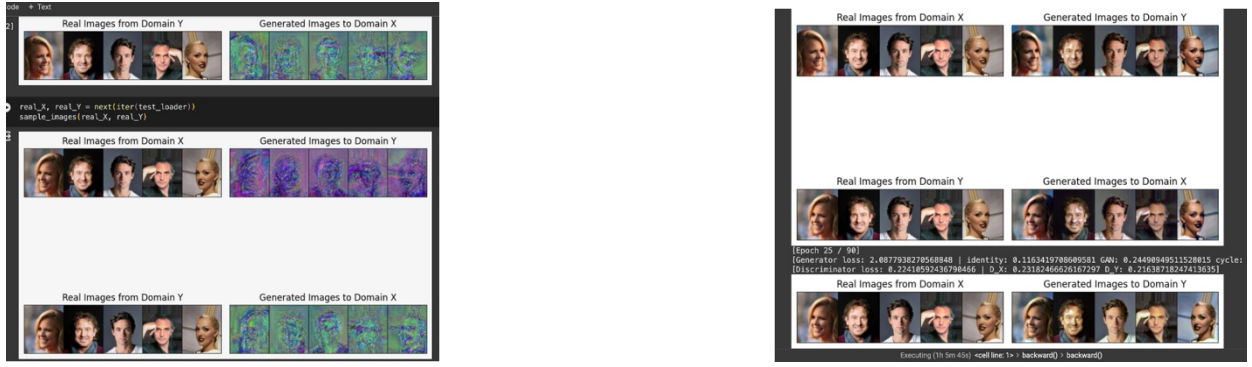 ode + Text
2]
Real Images from Domain Y
Generated Images to Domain X
real_X, real_Y = next(iter(test_loader))
sample_images(real_X, real_Y)
Real Images from Domain X
Generated Images to Domain Y
Real Images from Domain Y
Generated Images to Domain X
Real Images from Domain X
Generated Images to Domain Y
Real Images from Domain Y
Generated Images to Domain X
[Epoch 25 / 90]
[Generator loss: 2.0877938270568848 | identity: 0.1163419708609581 GAN: 0.24490949511528015 cycle:
[Discriminator loss: 0.22410592436790466 | D_X: 0.23182466626167297 D_Y: 0.21638718247413635]
Real Images from Domain X
Generated Images to Domain Y
Executing (1h 5m 45s) <cell line: 1> > backward() > backward()